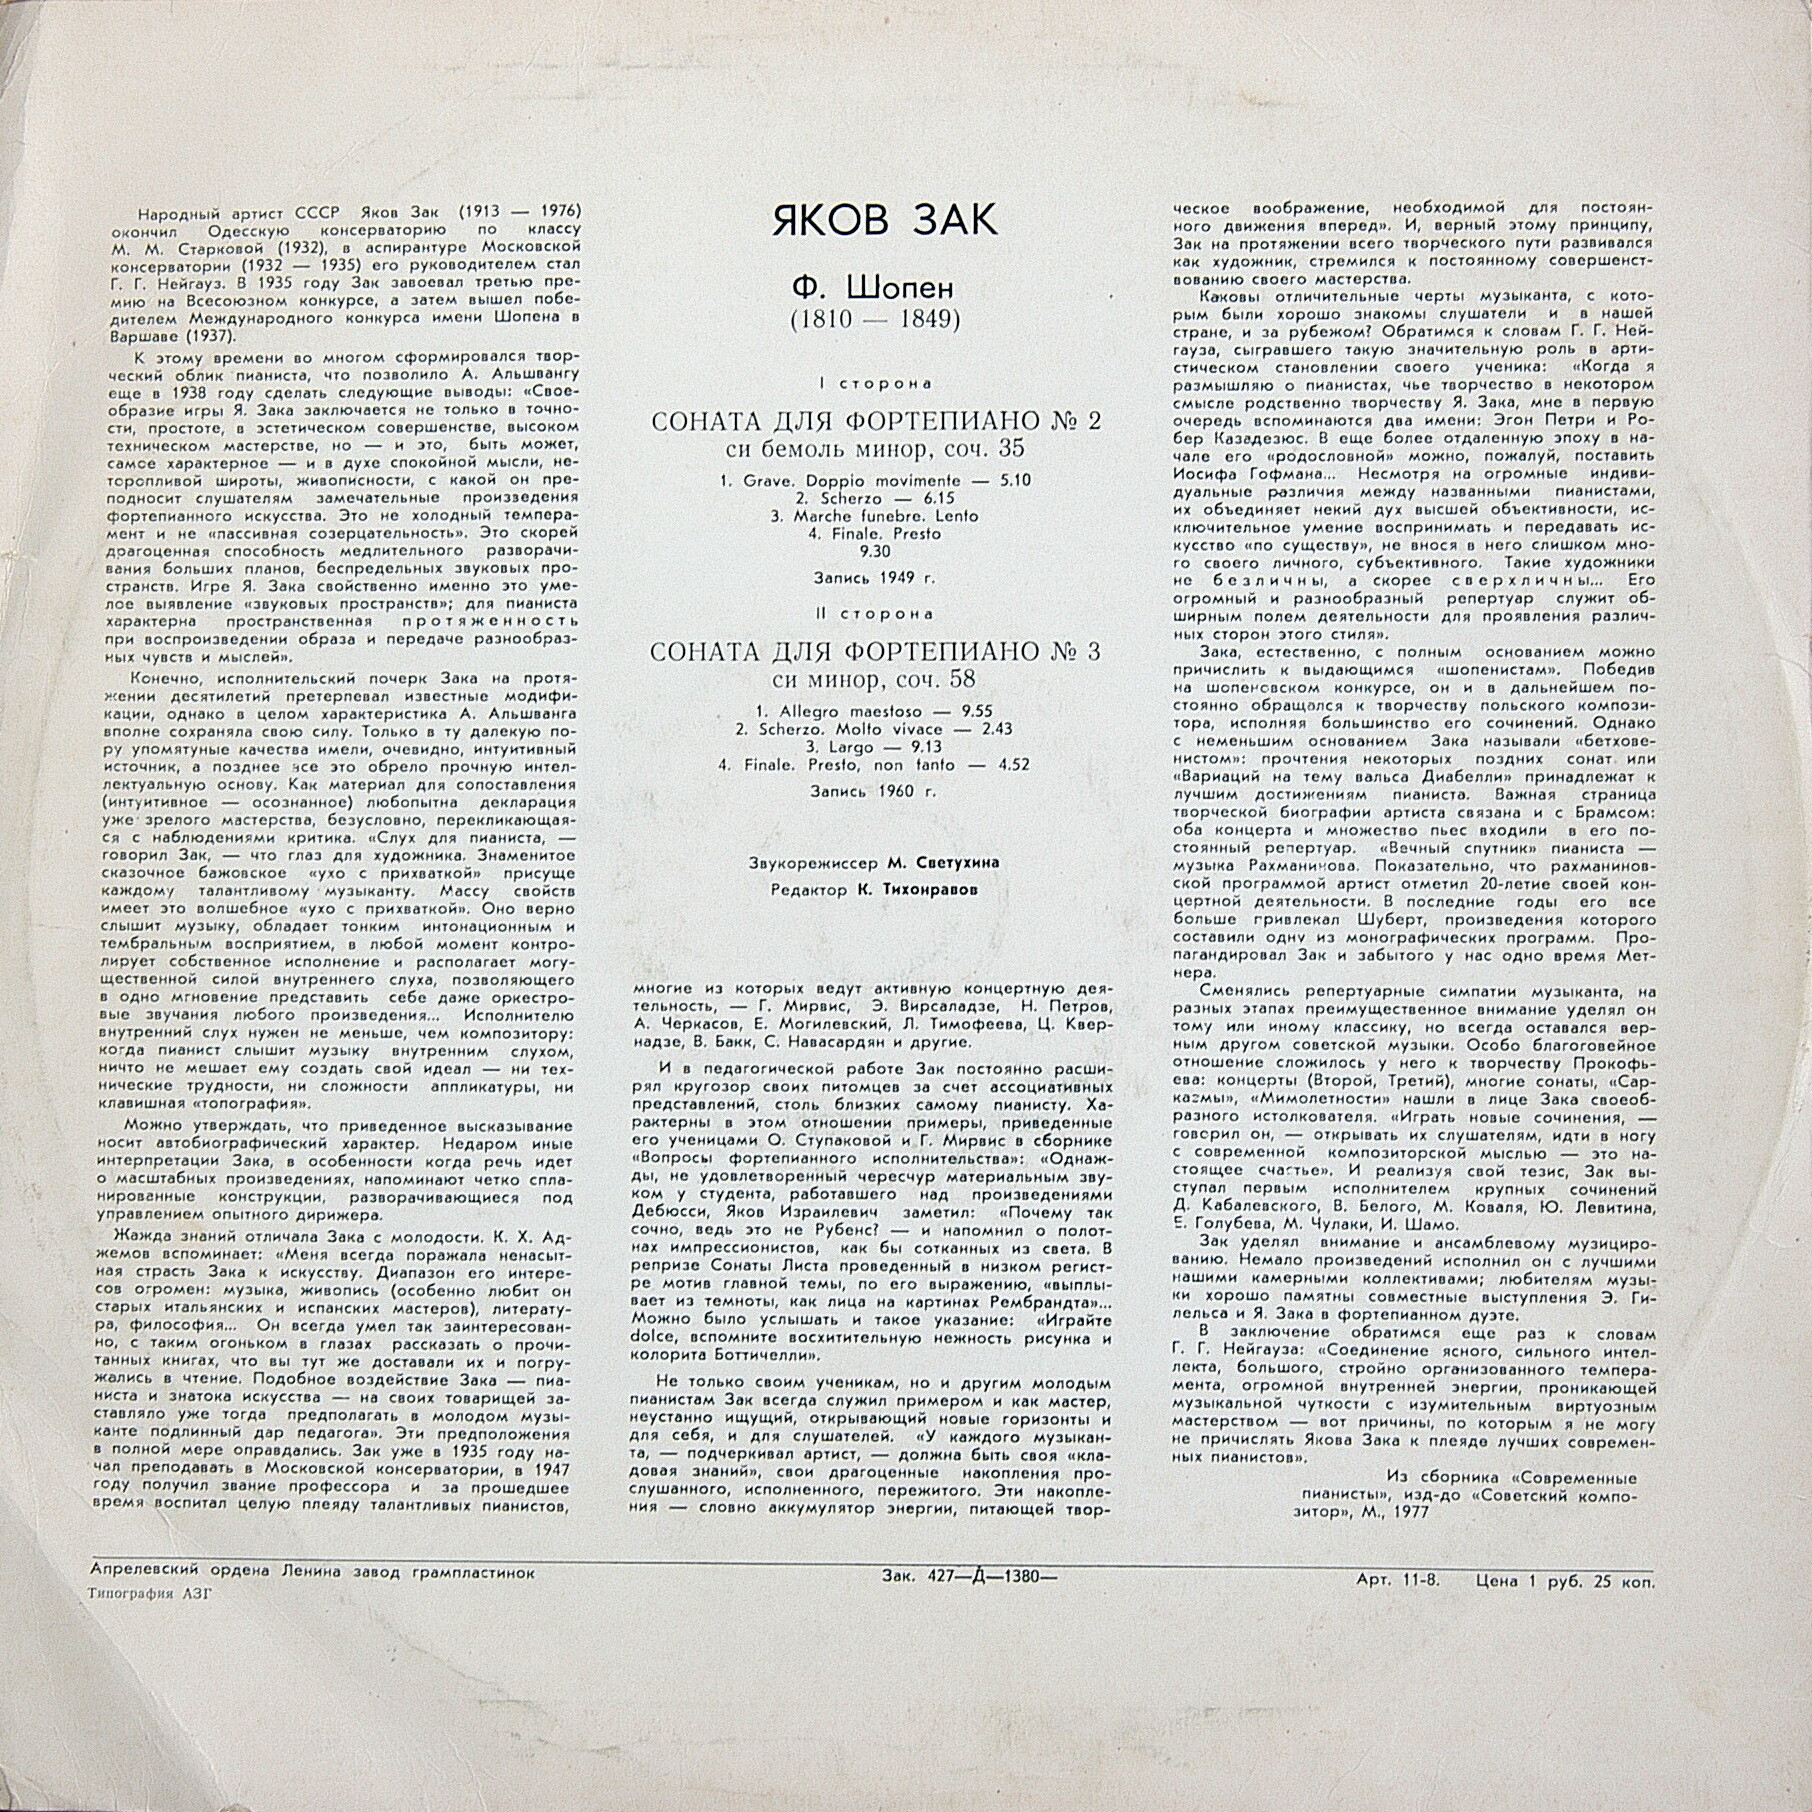 Народный артист СССР Яков Зак (1913 — 1976)
окончил Одесскую консерваторию по классу
М. М. Старковой (1932), в аспирантуре Московской
консерватории (1932 — 1935) его руководителем стал
Г. Г. Нейгауз. В 1935 году Зак завоевал третью пре-
мию на Всесоюзном конкурсе, а затем вышел побе-
дителем Международного конкурса имени Шопена в
Варшаве (1937).
К этому времени во многом сформировался твор-
ческий облик пианиста, что позволило А. Альшвангу
еще в 1938 году сделать следующие выводы: «Свое-
образие игры Я. Зака заключается не только в точно-
сти, простоте, в эстетическом совершенстве, высоком
техническом мастерстве, но — и это, быть может,
самсе характерное — и в духе спокойной мысли, не-
торопливой широты, живописности, с какой он пре-
подносит слушателям замечательные произведения
фортепианного искусства. Это не холодный темпера-
мент и не «пассивная созерцательность». Это скорей
драгоценная способность медлительного разворачи-
вания больших планов, беспредельных звуковых про-
странств. Игре Я. Зака свойственно именно это уме-
лое выявление «звуковых пространств»; для пианиста
характерна пространственная протяженность
при воспроизведении образа и передаче разнообраз-
ных чувств и мыслей».
Конечно, исполнительский почерк Зака на протя-
жении десятилетий претерпевал известные модифи-
кации, однако в целом характеристика А. Альшванга
вполне сохраняла свою силу. Только в ту далекую по-
ру упомятуные качества имели, очевидно, интуитивный
источник, а позднее все это обрело прочную интел-
лектуальную основу. Как материал для сопоставления
(интуитивное — осознанное) любопытна декларация
уже зрелого мастерства, безусловно, перекликающая-
ся с наблюдениями критика. «Слух для пианиста, —
говорил Зак, — что глаз для художника. Знаменитое
сказочное бажовское «ухо с прихваткой» присуще
каждому талантливому музыканту. Массу свойств
имеет это волшебное «ухо с прихваткой». Оно верно
слышит музыку, обладает тонким интонационным и
тембральным восприятием, в любой момент контро-
лирует собственное исполнение и располагает могу-
щественной силой внутреннего слуха, позволяющего
в одно мгновение представить себе даже оркестро-
вые звучания любого произведения... Исполнителю
внутренний слух нужен не меньше, чем композитору:
когда пианист слышит музыку внутренним слухом,
ничто не мешает ему создать свой идеал — ни тех-
нические трудности, ни сложности аппликатуры, ни
клавишная «топография».
Можно утверждать, что приведенное высказывание
носит автобиографический характер. Недаром иные
интерпретации Зака, в особенности когда речь идет
о масштабных произведениях, напоминают четко спла-
нированные конструкции, разворачивающиеся под
управлением опытного дирижера.
Жажда знаний отличала Зака с молодости. К. Х. Ад-
жемов вспоминает: «Меня всегда поражала ненасыт-
ная страсть Зака к искусству. Диапазон его интере-
сов огромен: музыка, живопись (особенно любит он
старых итальянских и испанских мастеров), литерату-
ра, философия... Он всегда умел так заинтересован-
но, с таким огоньком в глазах рассказать о прочи-
танных книгах, что вы тут же доставали их и погру-
жались в чтение. Подобное воздействие Зака — пиа-
ниста и знатока искусства — на своих товарищей за-
ставляло уже тогда предполагать в молодом музы-
канте подлинный дар педагога». Эти предположения
в полной мере оправдались. Зак уже в 1935 году на-
чал преподавать в Московской консерватории, в 1947
году получил звание профессора и за прошедшее
время воспитал целую плеяду талантливых пианистов,
ЯКОВ ЗАК
Ф. Шопен
(1810 — 1849)
I сторона
СОНАТА ДЛЯ ФОРТЕПИАНО № 2
си бемоль минор, соч. 35
1. Grave. Doppio movimento — 5.10
2. Scherzo — 6.15
3. Marche funebre. Lento
4. Finale. Presto
9.30
Запись 1949 г.
II сторона
СОНАТА ДЛЯ ФОРТЕПИАНО № 3
си минор, соч. 58
1. Allegro maestoso — 9.55
2. Scherzo. Molto vivace — 2.43
3. Largo — 9.13
4. Finale. Presto, non tanto — 4.52
Запись 1960 г.
Звукорежиссер М. Светухина
Редактор К. Тихонравов
многие из которых ведут активную концертную дея-
тельность, — Г. Мирвис, Э. Вирсаладзе, Н. Петров,
А. Черкасов, Е. Могилевский, Л. Тимофеева, Ц. Квер-
надзе, В. Бакк, С. Навасардян и другие.
И в педагогической работе Зак постоянно расши-
рял кругозор своих питомцев за счет ассоциативных
представлений, столь близких самому пианисту. Ха-
рактерны в этом отношении примеры, приведенные
его ученицами О. Ступаковой и Г. Мирвис в сборнике
«Вопросы фортепианного исполнительства»: «Однаж-
ды, не удовлетворенный чересчур материальным зву-
ком у студента, работавшего над произведениями
Дебюсси, Яков Израилевич заметил: «Почему так
сочно, ведь это не Рубенс? — и напомнил о полот-
нах импрессионистов, как бы сотканных из света. В
репризе Сонаты Листа проведенный в низком регист-
ре мотив главной темы, по его выражению, «выплы-
вает из темноты, как лица на картинах Рембрандта»...
Можно было услышать и такое указание: «Играйте
dolce, вспомните восхитительную нежность рисунка и
колорита Боттичелли».
Не только своим ученикам, но и другим молодым
пианистам Зак всегда служил примером и как мастер,
неустанно ищущий, открывающий новые горизонты и
для себя, и для слушателей. «У каждого музыкан-
та, — подчеркивал артист, — должна быть своя «кла-
довая знаний», свои драгоценные накопления про-
слушанного, исполненного, пережитого. Эти накопле-
ния — словно аккумулятор энергии, питающей твор-
ческое воображение, необходимой для постоян-
ного движения вперед». И, верный этому принципу,
Зак на протяжении всего творческого пути развивался
как художник, стремился к постоянному совершенст-
вованию своего мастерства.
Каковы отличительные черты музыканта, с кото-
рым были хорошо знакомы слушатели и в нашей
стране, и за рубежом? Обратимся к словам Г. Г. Ней-
гауза, сыгравшего такую значительную роль в арти-
стическом становлении своего ученика: «Когда я
размышляю о пианистах, чье творчество в некотором
смысле родственно творчеству Я. Зака, мне в первую
очередь вспоминаются два имени: Эгон Петри и Ро-
бер Казадезюс. В еще более отдаленную эпоху в на-
чале его «родословной» можно, пожалуй, поставить
Иосифа Гофмана... Несмотря на огромные индиви-
дуальные различия между названными пианистами,
их объединяет некий дух высшей объективности, ис-
ключительное умение воспринимать и передавать ис-
кусство «по существу», не внося в него слишком мно-
го своего личного, субъективного. Такие художники
не безличны, а скорее сверхличны... Его
огромный и разнообразный репертуар служит об-
ширным полем деятельности для проявления различ-
ных сторон этого стиля».
Зака, естественно, с полным основанием можно
причислить к выдающимся «шопенистам». Победив
на шопеновском конкурсе, он и в дальнейшем по-
стоянно обращался к творчеству польского компози-
тора, исполняя большинство его сочинений. Однако
с неменьшим основанием Зака называли «бетхове-
нистом»: прочтения некоторых поздних сонат или
«Вариаций на тему вальса Диабелли» принадлежат к
лучшим достижениям пианиста. Важная страница
творческой биографии артиста связана и с Брамсом:
оба концерта и множество пьес входили в его по-
стоянный репертуар. «Вечный спутник» пианиста —
музыка Рахманинова. Показательно, что рахманинов-
ской программой артист отметил 20-летие своей кон-
цертной деятельности. В последние годы его все
больше гривлекал Шуберт, произведения которого
составили одну из монографических программ. Про-
пагандировал Зак и забытого у нас одно время Мет-
нера.
Сменялись репертуарные симпатии музыканта, на
разных этапах преимущественное внимание уделял он
тому или иному классику, но всегда оставался вер-
ным другом советской музыки. Особо благоговейное
отношение сложилось у него к творчеству Прокофь-
ева: концерты (Второй, Третий), многие сонаты, «Сар-
казмы», «Мимолетности» нашли в лице Зака своеоб-
разного истолкователя. «Играть новые сочинения, —
говорил он, — открывать их слушателям, идти в ногу
с современной композиторской мыслью — это на-
стоящее счастье». И реализуя свой тезис, Зак вы-
ступал первым исполнителем крупных сочинений
Д. Кабалевского, В. Белого, М. Коваля, Ю. Левитина,
Е. Голубева, М. Чулаки, И. Шамо.
Зак уделял внимание и ансамблевому музициро-
ванию. Немало произведений исполнил он с лучшими
нашими камерными коллективами; любителям музы-
ки хорошо памятны совместные выступления Э. Ги-
лельса и Я. Зака в фортепианном дуэте.
В заключение обратимся еще раз к словам
Г. Г. Нейгауза: «Соединение ясного, сильного интел-
лекта, большого, стройно организованного темпера-
мента, огромной внутренней энергии, проникающей
музыкальной чуткости с изумительным виртуозным
мастерством — вот причины, по которым я не могу
не причислять Якова Зака к плеяде лучших современ-
ных пианистов».
Из сборника «Современные
пианисты», изд-до «Советский компо-
зитор», М., 1977
Апрелевский ордена Ленина завод грампластинок
Зак. 427—Д—1380—
Арт. 11-8. Цена 1 руб. 25 коп.
Типография АЗГ